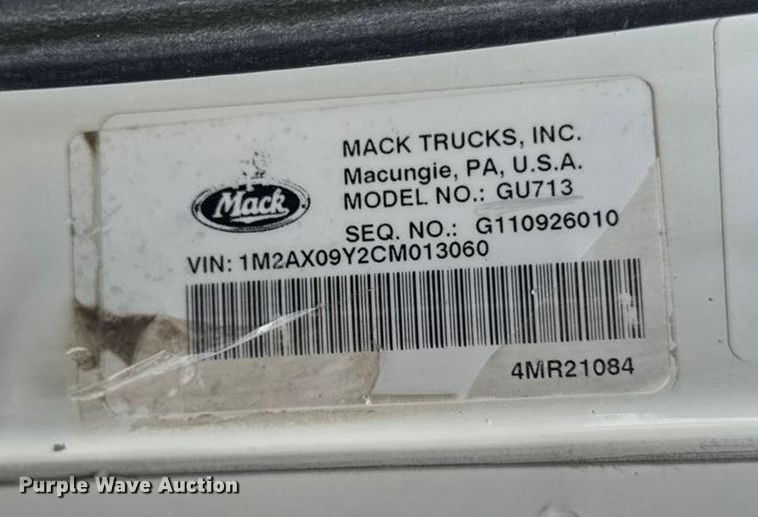 MACK TRUCKS, INC.
Macungie, PA, U.S.A.
MODEL NO.: GU713
Mack
SEQ. NO.: G110926010
VIN: 1M2AX09Y2CM013060
4MR21084
Purple Wave Auction